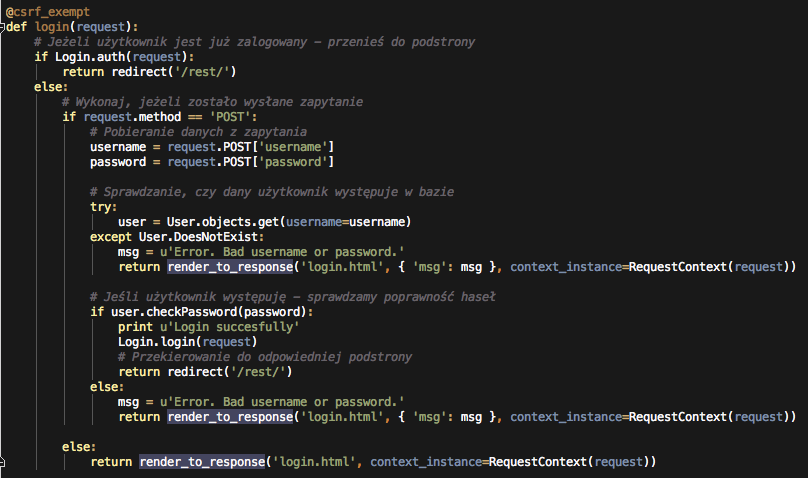 @csrf_exempt
def login(request):
    # Jeżeli użytkownik jest już zalogowany – przenieś do podstrony
    if Login.auth(request):
        return redirect('/rest/')
    else:
        # Wykonaj, jeżeli zostało wysłane zapytanie
        if request.method == 'POST':
            # Pobieranie danych z zapytania
            username = request.POST['username']
            password = request.POST['password']

            # Sprawdzanie, czy dany użytkownik występuje w bazie
            try:
                user = User.objects.get(username=username)
            except User.DoesNotExist:
                msg = u'Error. Bad username or password.'
                return render_to_response('login.html', { 'msg': msg }, context_instance=RequestContext(request))

            # Jeśli użytkownik występuję – sprawdzamy poprawność haseł
            if user.checkPassword(password):
                print u'Login succesfully'
                Login.login(request)
                # Przekierowanie do odpowiedniej podstrony
                return redirect('/rest/')
            else:
                msg = u'Error. Bad username or password.'
                return render_to_response('login.html', { 'msg': msg }, context_instance=RequestContext(request))

        else:
            return render_to_response('login.html', context_instance=RequestContext(request))